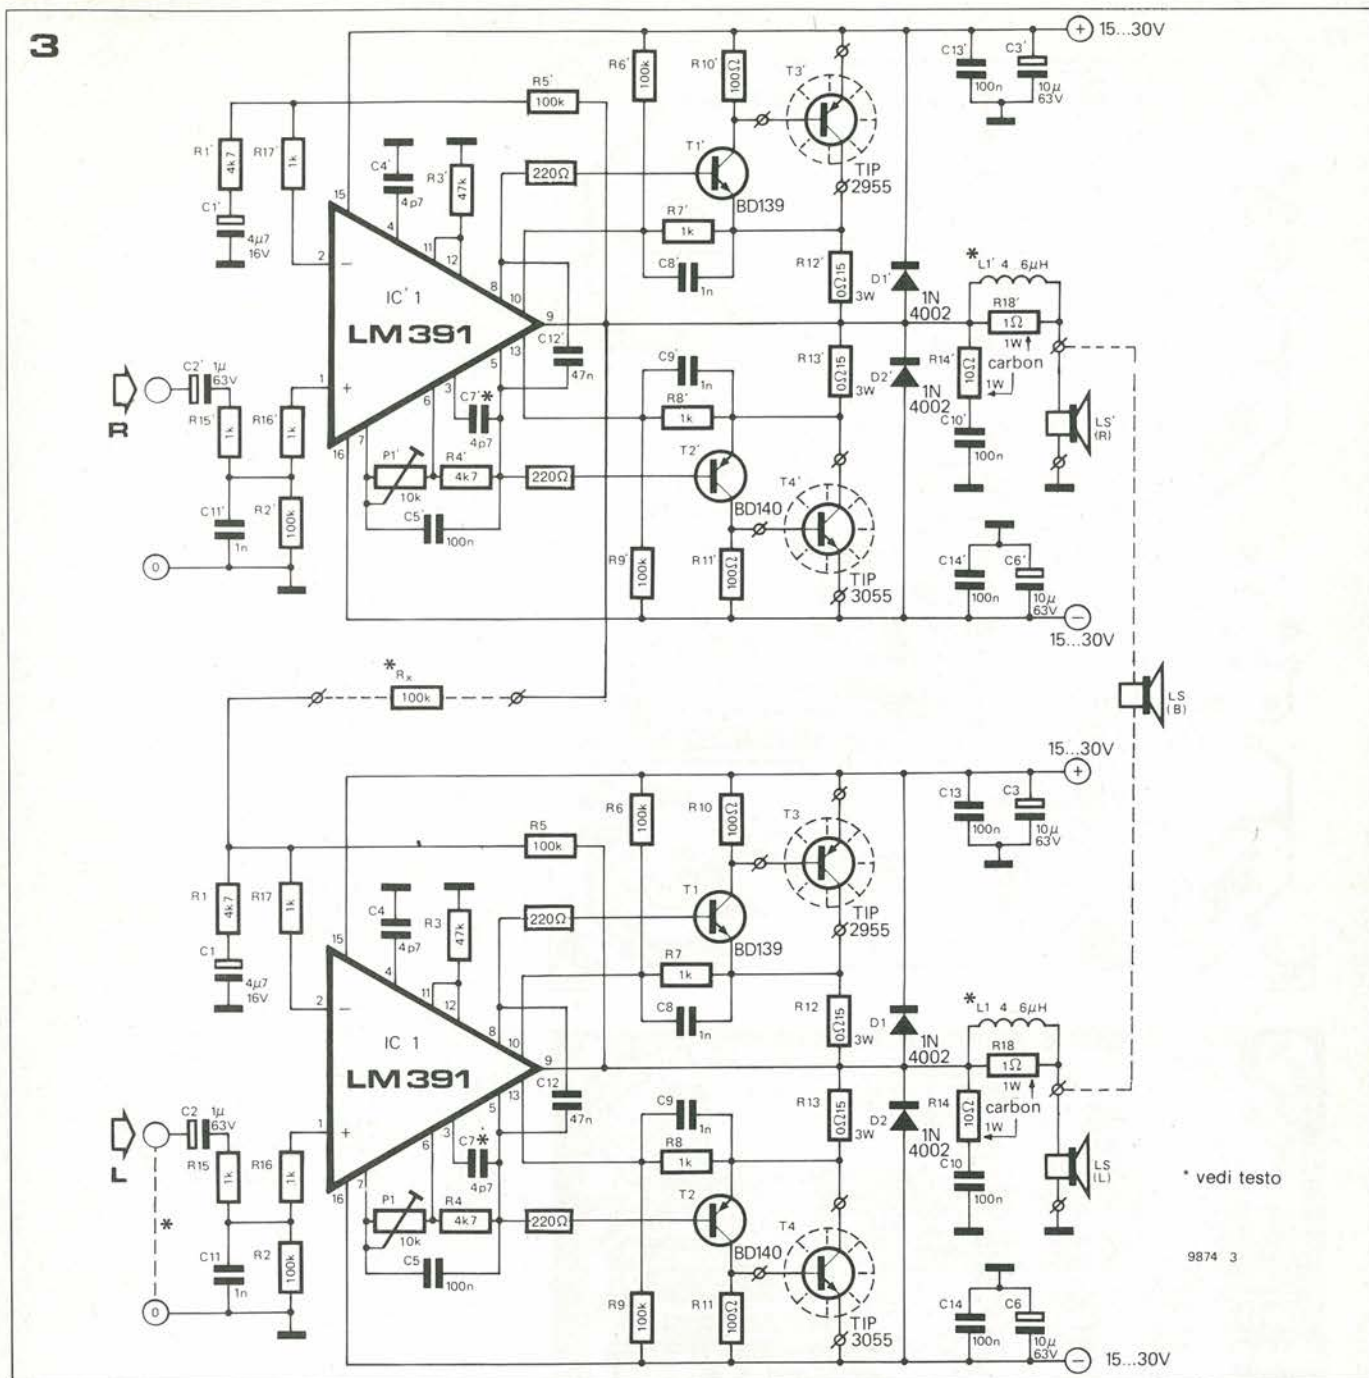 3
15...30V
C13'
100n
C3'
10µ
63V
R6'
100k
R10'
100Ω
T3'
TIP
2955
R5'
100k
R1'
4k7
R17'
1k
C1'
4µ7
16V
C4'
4p7
R3'
47k
220Ω
T1'
BD139
R7'
1k
C8'
1n
R12'
0Ω15
3W
D1'
1N
4002
*
L1' 4...6µH
R18'
1Ω
1W
carbon
15
4
11
12
2
−
8
10
IC' 1
LM 391
9
13
5
C12'
47n
R
C2' 1µ
63V
R15'
1k
R16'
1k
1
+
3
6
7
16
C7'
*
4p7
C9'
1n
R8'
1k
R13'
0Ω15
3W
D2'
1N
4002
R14'
10Ω
1W
C10'
100n
LS'
(R)
P1'
10k
R4'
4k7
220Ω
T2'
BD140
T4'
TIP
3055
C11'
1n
R2'
100k
C5'
100n
R9'
100k
R11'
100Ω
C14'
100n
C6'
10µ
63V
0
15...30V
*
Rx
100k
LS
(B)
15...30V
C13
100n
C3
10µ
63V
R6
100k
R10
100Ω
T3
TIP
2955
R5
100k
R1
4k7
R17
1k
C1
4µ7
16V
C4
4p7
R3
47k
220Ω
T1
BD139
R7
1k
C8
1n
R12
0Ω15
3W
D1
1N
4002
*
L1 4...6µH
R18
1Ω
1W
carbon
15
4
11
12
2
−
8
10
IC 1
LM 391
9
13
5
C12
47n
L
C2 1µ
63V
R15
1k
R16
1k
1
+
3
6
7
16
C7
*
4p7
C9
1n
R8
1k
R13
0Ω15
3W
D2
1N
4002
R14
10Ω
1W
C10
100n
LS
(L)
* vedi testo
P1
10k
R4
4k7
220Ω
T2
BD140
T4
TIP
3055
*
C11
1n
R2
100k
C5
100n
R9
100k
R11
100Ω
C14
100n
C6
10µ
63V
0
9874 3
15...30V